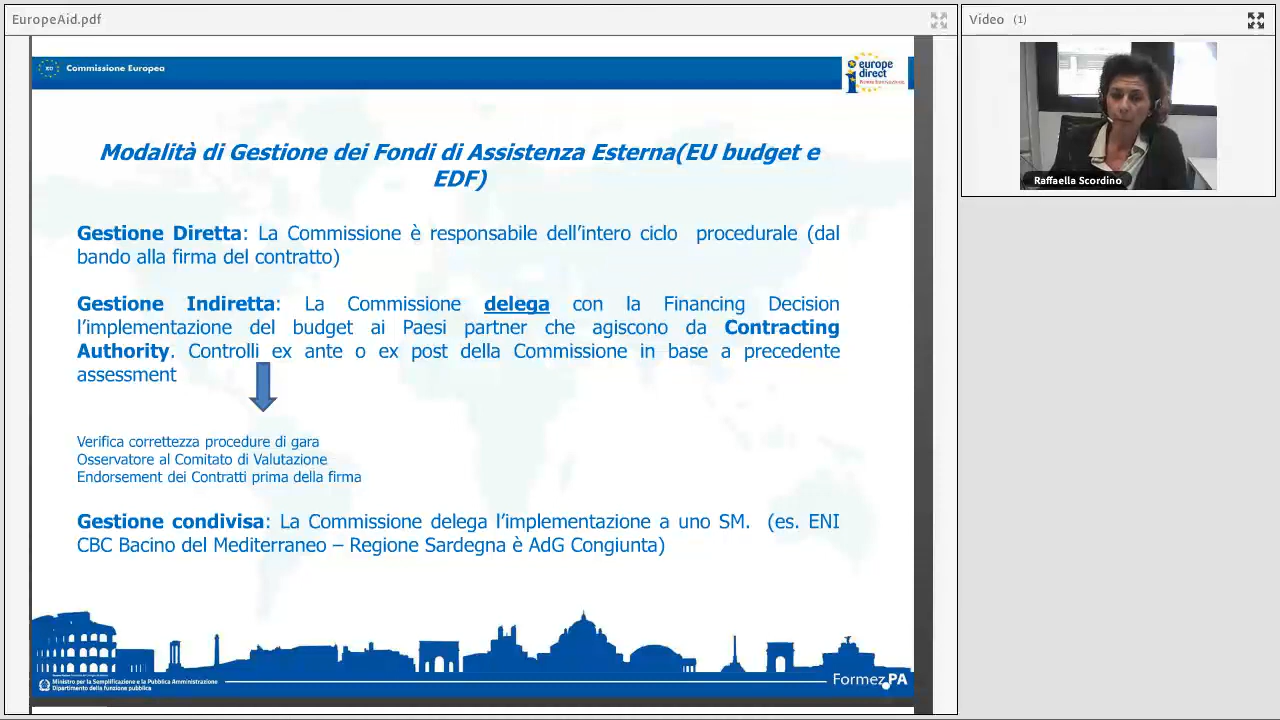 EuropeAid.pdf
Video (1)
Commissione Europea
europe
direct
Raffaella Scordino
Modalità di Gestione dei Fondi di Assistenza Esterna(EU budget e
EDF)
Gestione Diretta: La Commissione è responsabile dell'intero ciclo procedurale (dal
bando alla firma del contratto)
Gestione Indiretta: La Commissione delega con la Financing Decision
l'implementazione del budget ai Paesi partner che agiscono da Contracting
Authority. Controlli ex ante o ex post della Commissione in base a precedente
assessment
Verifica correttezza procedure di gara
Osservatore al Comitato di Valutazione
Endorsement dei Contratti prima della firma
Gestione condivisa: La Commissione delega l'implementazione a uno SM. (es. ENI
CBC Bacino del Mediterraneo – Regione Sardegna è AdG Congiunta)
Ministro per la Semplificazione e la Pubblica Amministrazione
Dipartimento della funzione pubblica
FormezPA